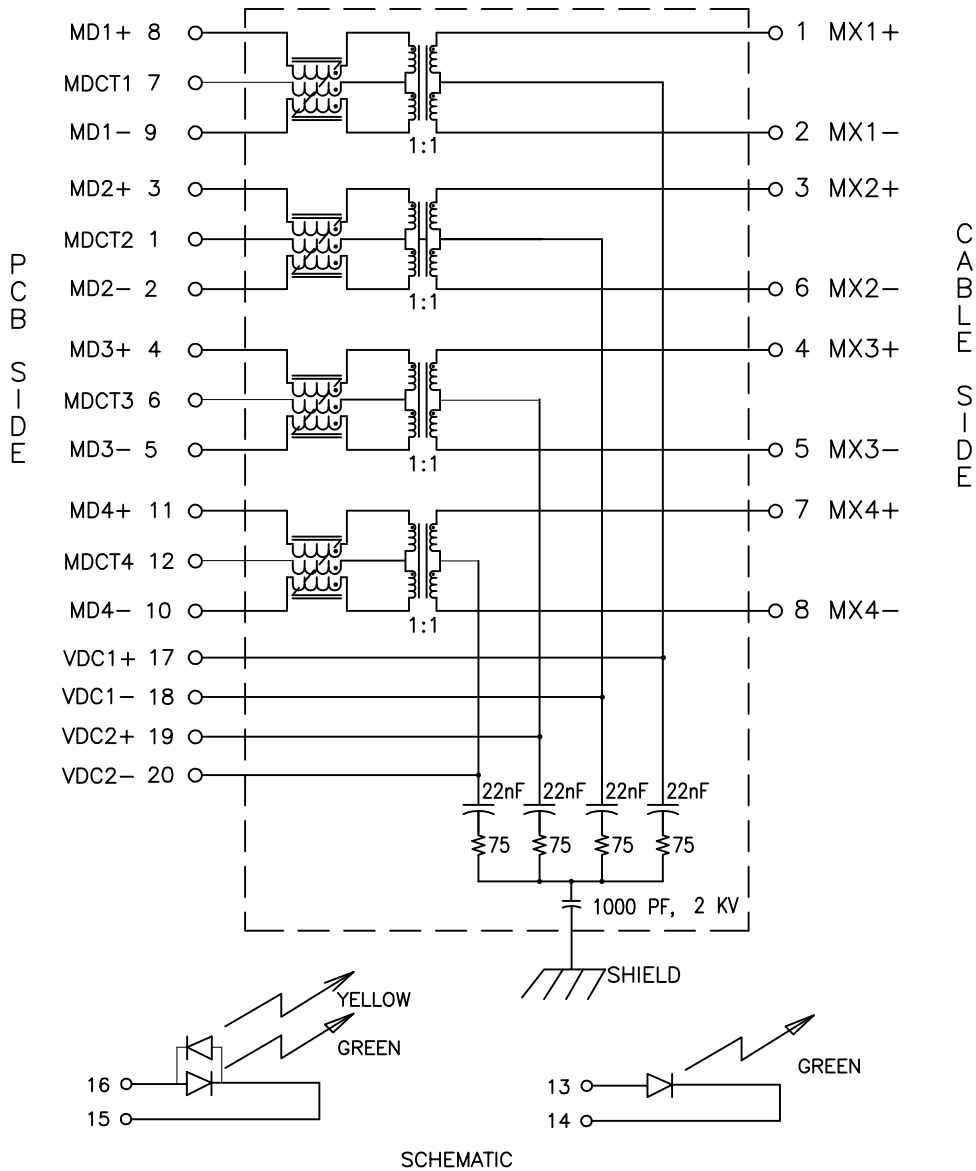 MD1+ 8
1 MX1+
MDCT1 7
MD1- 9
2 MX1-
1:1
MD2+ 3
3 MX2+
MDCT2 1
MD2- 2
6 MX2-
1:1
MD3+ 4
4 MX3+
MDCT3 6
MD3- 5
5 MX3-
1:1
MD4+ 11
7 MX4+
MDCT4 12
MD4- 10
8 MX4-
1:1
PCB SIDE
CABLE SIDE
VDC1+ 17
VDC1- 18
VDC2+ 19
VDC2- 20
22nF 22nF 22nF 22nF
75 75 75 75
1000 PF, 2 KV
SHIELD
YELLOW
GREEN
16
15
GREEN
13
14
SCHEMATIC